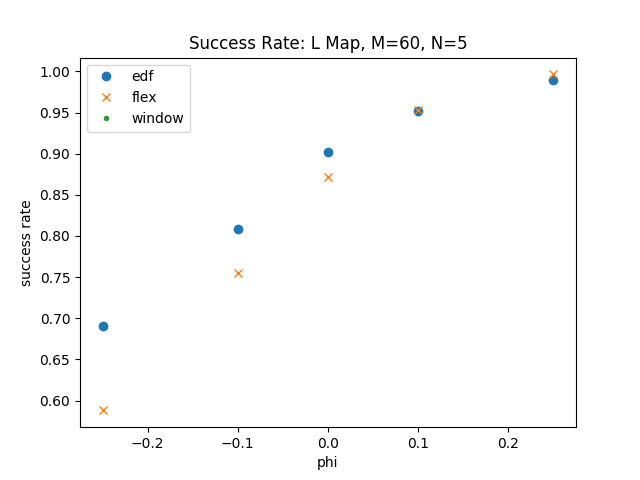 Success Rate: L Map, M=60, N=5
edf
flex
window
success rate
1.00
0.95
0.90
0.85
0.80
0.75
0.70
0.65
0.60
−0.2
−0.1
0.0
0.1
0.2
phi